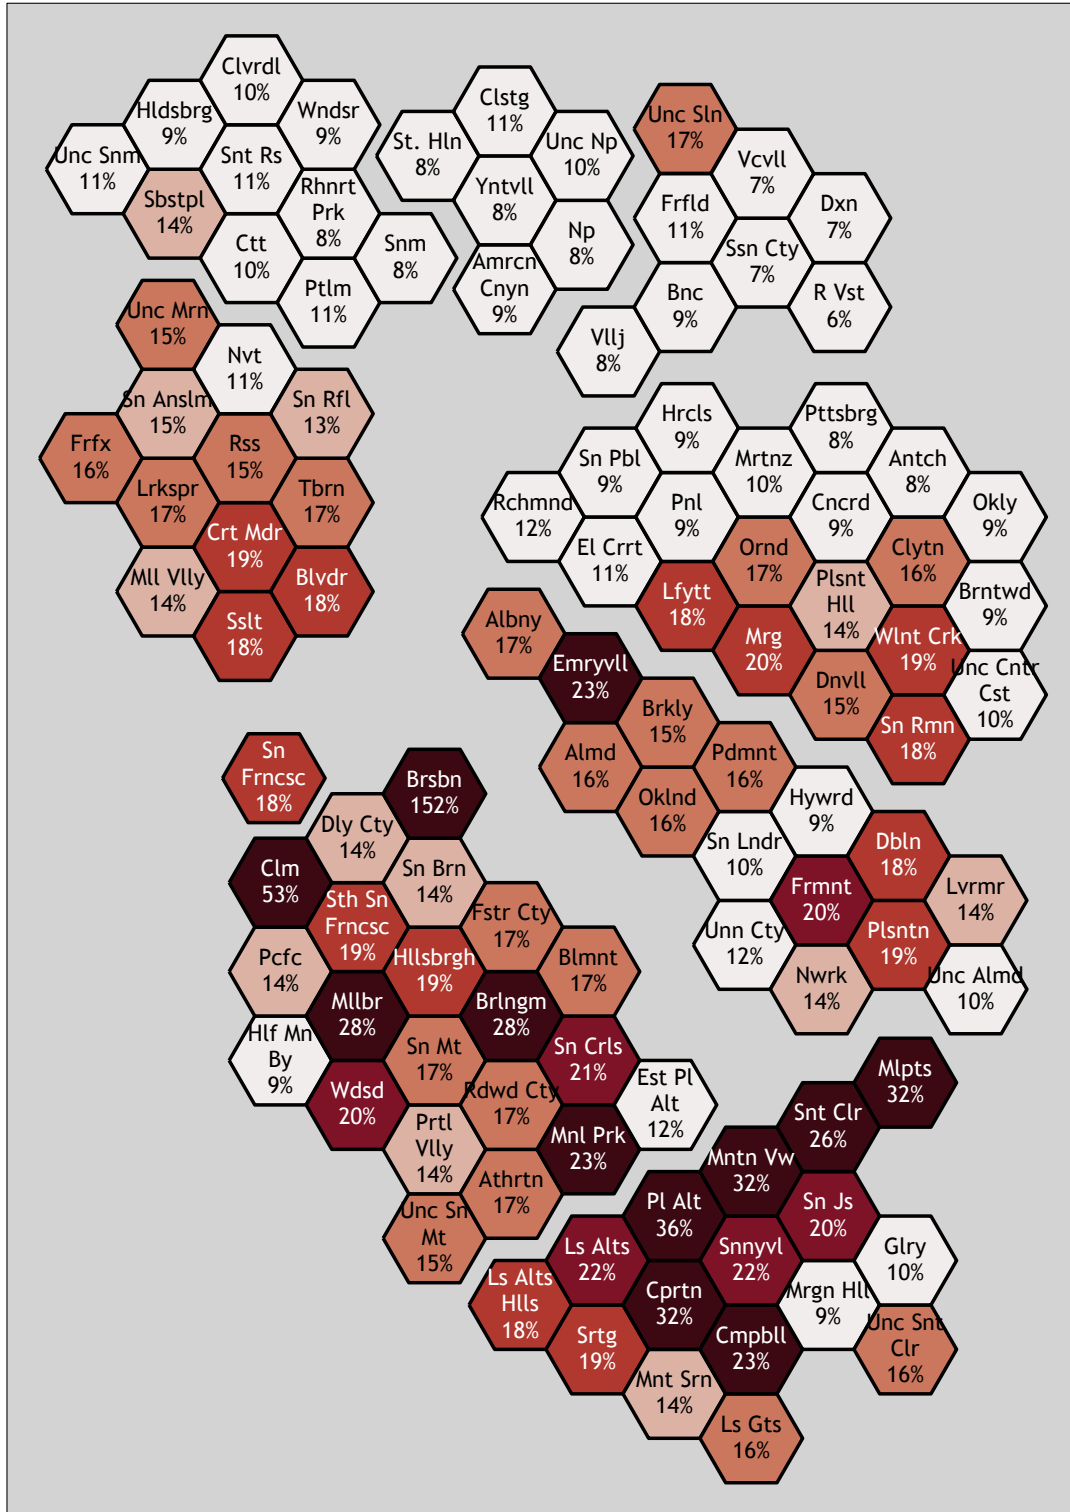 Clvrdl
10%
Hldsbrg
9%
Wndsr
9%
Unc Snm
11%
Snt Rs
11%
Sbstpl
14%
Rhnrt
Prk
8%
Ctt
10%
Snm
8%
Ptlm
11%
Clstg
11%
St. Hln
8%
Unc Np
10%
Yntvll
8%
Np
8%
Amrcn
Cnyn
9%
Unc Sln
17%
Vcvll
7%
Frfld
11%
Dxn
7%
Ssn Cty
7%
Bnc
9%
R Vst
6%
Vllj
8%
Unc Mrn
15%
Nvt
11%
Sn Anslm
15%
Sn Rfl
13%
Frfx
16%
Rss
15%
Lrkspr
17%
Tbrn
17%
Crt Mdr
19%
Mll Vlly
14%
Blvdr
18%
Sslt
18%
Hrcls
9%
Pttsbrg
8%
Sn Pbl
9%
Mrtnz
10%
Antch
8%
Rchmnd
12%
Pnl
9%
Cncrd
9%
Okly
9%
El Crrt
11%
Ornd
17%
Clytn
16%
Lfytt
18%
Plsnt
Hll
14%
Brntwd
9%
Mrg
20%
Wlnt Crk
19%
Dnvll
15%
Unc Cntr
Cst
10%
Sn Rmn
18%
Albny
17%
Emryvll
23%
Brkly
15%
Almd
16%
Pdmnt
16%
Oklnd
16%
Hywrd
9%
Sn Lndr
10%
Dbln
18%
Frmnt
20%
Lvrmr
14%
Unn Cty
12%
Plsntn
19%
Nwrk
14%
Unc Almd
10%
Sn
Frncsc
18%
Brsbn
152%
Dly Cty
14%
Clm
53%
Sn Brn
14%
Sth Sn
Frncsc
19%
Fstr Cty
17%
Pcfc
14%
Hllsbrgh
19%
Blmnt
17%
Mllbr
28%
Brlngm
28%
Hlf Mn
By
9%
Sn Mt
17%
Sn Crls
21%
Wdsd
20%
Rdwd Cty
17%
Est Pl
Alt
12%
Prtl
Vlly
14%
Mnl Prk
23%
Athrtn
17%
Unc Sn
Mt
15%
Mlpts
32%
Snt Clr
26%
Mntn Vw
32%
Pl Alt
36%
Sn Js
20%
Ls Alts
22%
Snnyvl
22%
Glry
10%
Ls Alts
Hlls
18%
Cprtn
32%
Mrgn Hll
9%
Srtg
19%
Cmpbll
23%
Unc Snt
Clr
16%
Mnt Srn
14%
Ls Gts
16%